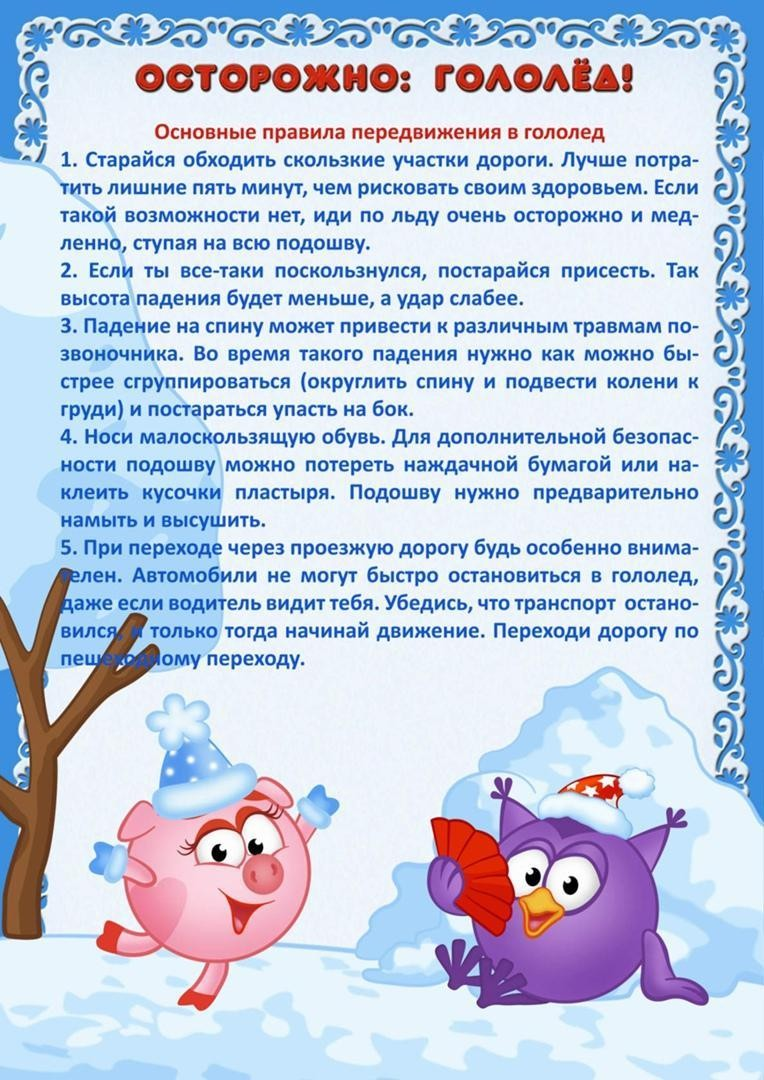 ОСТОРОЖНО: ГОЛОЛЁД!
Основные правила передвижения в гололед
1. Старайся обходить скользкие участки дороги. Лучше потра-
тить лишние пять минут, чем рисковать своим здоровьем. Если
такой возможности нет, иди по льду очень осторожно и мед-
ленно, ступая на всю подошву.
2. Если ты все-таки поскользнулся, постарайся присесть. Так
высота падения будет меньше, а удар слабее.
3. Падение на спину может привести к различным травмам по-
звоночника. Во время такого падения нужно как можно бы-
стрее сгруппироваться (округлить спину и подвести колени к
груди) и постараться упасть на бок.
4. Носи малоскользящую обувь. Для дополнительной безопас-
ности подошву можно потереть наждачной бумагой или на-
клеить кусочки пластыря. Подошву нужно предварительно
намыть и высушить.
5. При переходе через проезжую дорогу будь особенно внима-
телен. Автомобили не могут быстро остановиться в гололед,
даже если водитель видит тебя. Убедись, что транспорт остано-
вился, и только тогда начинай движение. Переходи дорогу по
пешеходному переходу.